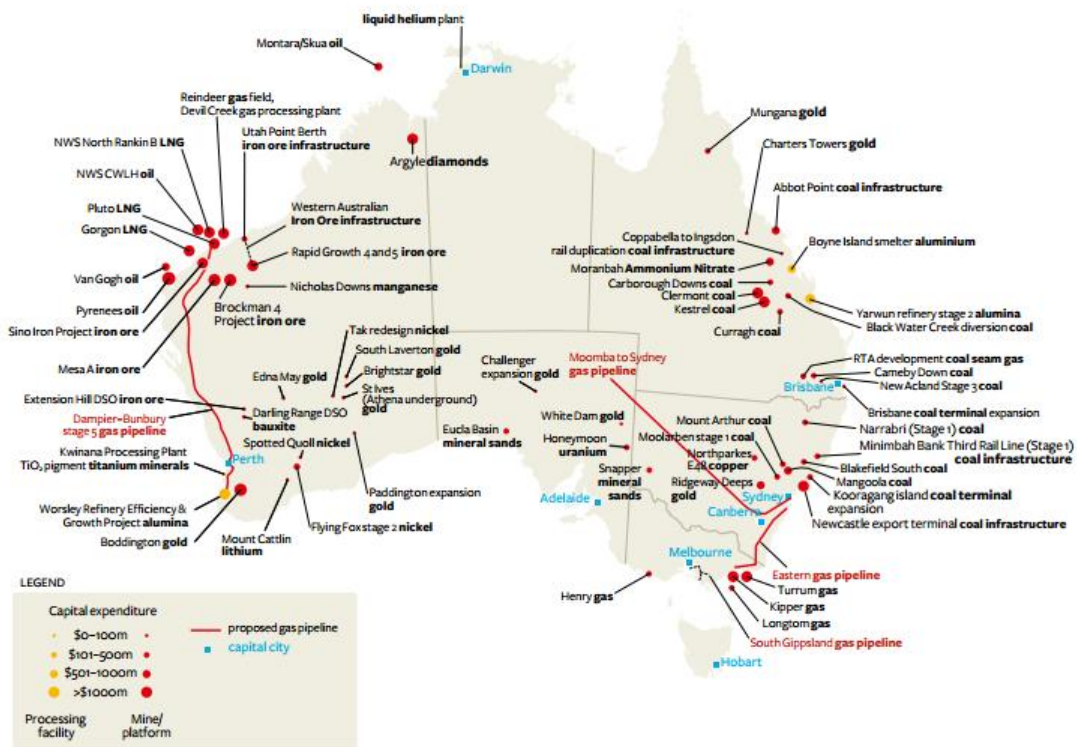 liquid helium plant
Montara/Skua oil
Darwin
Reindeer gas field,
Devil Creek gas processing plant
Utah Point Berth
iron ore infrastructure
NWS North Rankin B LNG
NWS CWLH oil
Pluto LNG
Gorgon LNG
Van Gogh oil
Pyrenees oil
Sino Iron Project iron ore
Mesa A iron ore
Argyle diamonds
Western Australian
Iron Ore infrastructure
Rapid Growth 4 and 5 iron ore
Nicholas Downs manganese
Brockman 4
Project iron ore
Mungana gold
Charters Towers gold
Abbot Point coal infrastructure
Coppabella to Ingsdon
rail duplication coal infrastructure
Boyne Island smelter aluminium
Moranbah Ammonium Nitrate
Carborough Downs coal
Clermont coal
Kestrel coal
Curragh coal
Yarwun refinery stage 2 alumina
Black Water Creek diversion coal
Tak redesign nickel
South Laverton gold
Brightstar gold
St Ives
(Athena underground)
gold
Edna May gold
Extension Hill DSO iron ore
Darling Range DSO
bauxite
Dampier–Bunbury
stage 5 gas pipeline
Spotted Quoll nickel
Kwinana Processing Plant
TiO₂ pigment titanium minerals
Perth
Worsley Refinery Efficiency &
Growth Project alumina
Boddington gold
Mount Cattlin
lithium
Flying Fox stage 2 nickel
Paddington expansion
gold
Challenger
expansion gold
Eucla Basin
mineral sands
Moomba to Sydney
gas pipeline
White Dam gold
Honeymoon
uranium
Snapper
mineral
sands
Adelaide
RTA development coal seam gas
Cameby Down coal
Brisbane
New Acland Stage 3 coal
Brisbane coal terminal expansion
Narrabri (Stage 1) coal
Minimbah Bank Third Rail Line (Stage 1)
coal infrastructure
Mount Arthur coal
Moolarben stage 1 coal
Northparkes
E48 copper
Ridgeway Deeps
gold
Blakefield South coal
Mangoola coal
Sydney
Kooragang island coal terminal
expansion
Canberra
Newcastle export terminal coal infrastructure
Melbourne
Eastern gas pipeline
Henry gas
Turrum gas
Kipper gas
Longtom gas
South Gippsland gas pipeline
Hobart
LEGEND
Capital expenditure
$0–100m
$101–500m
$501–1000m
>$1000m
Processing
facility
Mine/
platform
proposed gas pipeline
capital city